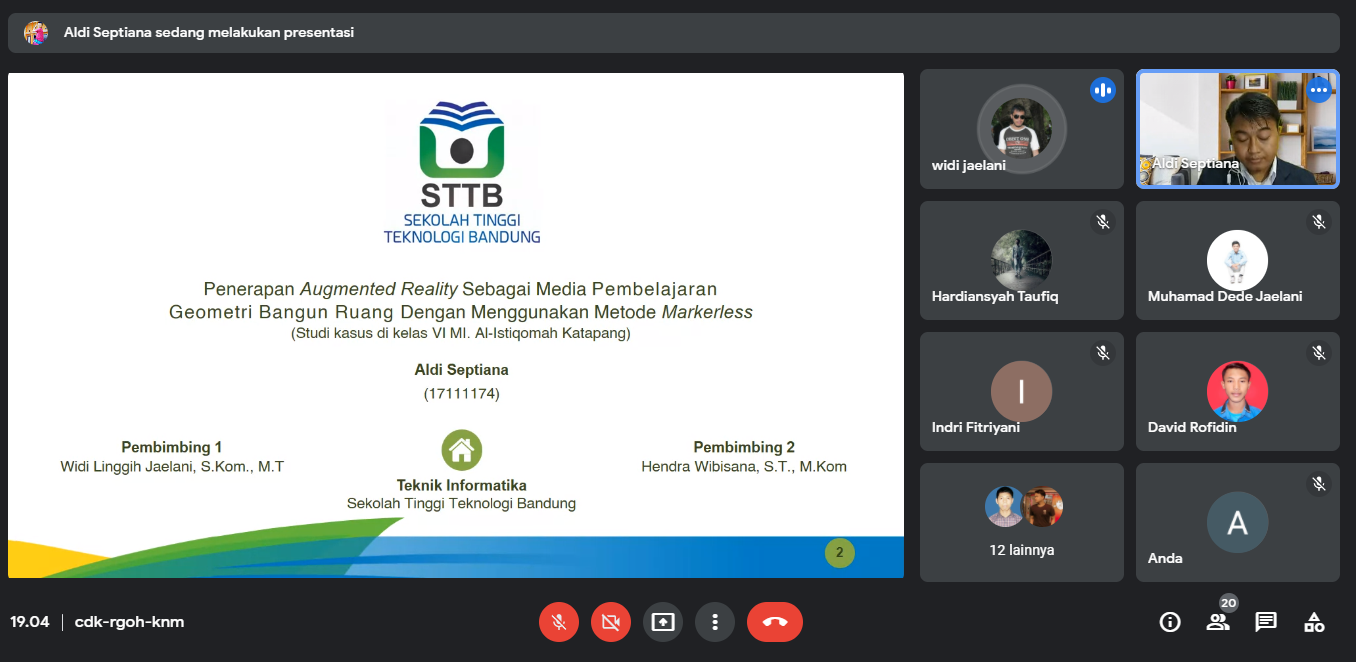 Aldi Septiana sedang melakukan presentasi
STTB
SEKOLAH TINGGI
TEKNOLOGI BANDUNG
Penerapan Augmented Reality Sebagai Media Pembelajaran
Geometri Bangun Ruang Dengan Menggunakan Metode Markerless
(Studi kasus di kelas VI MI. Al-Istiqomah Katapang)
Aldi Septiana
(17111174)
Pembimbing 1
Widi Linggih Jaelani, S.Kom., M.T
Pembimbing 2
Hendra Wibisana, S.T., M.Kom
Teknik Informatika
Sekolah Tinggi Teknologi Bandung
2
widi jaelani
Aldi Septiana
Hardiansyah Taufiq
Muhamad Dede Jaelani
I
Indri Fitriyani
David Rofidin
12 lainnya
A
Anda
19.04
cdk-rgoh-knm
20